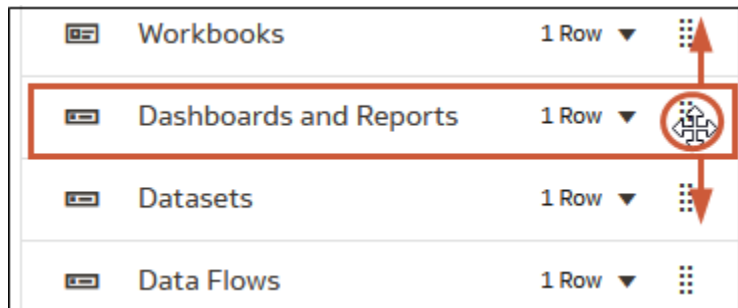 Workbooks 1 Row
Dashboards and Reports 1 Row
Datasets 1 Row
Data Flows 1 Row